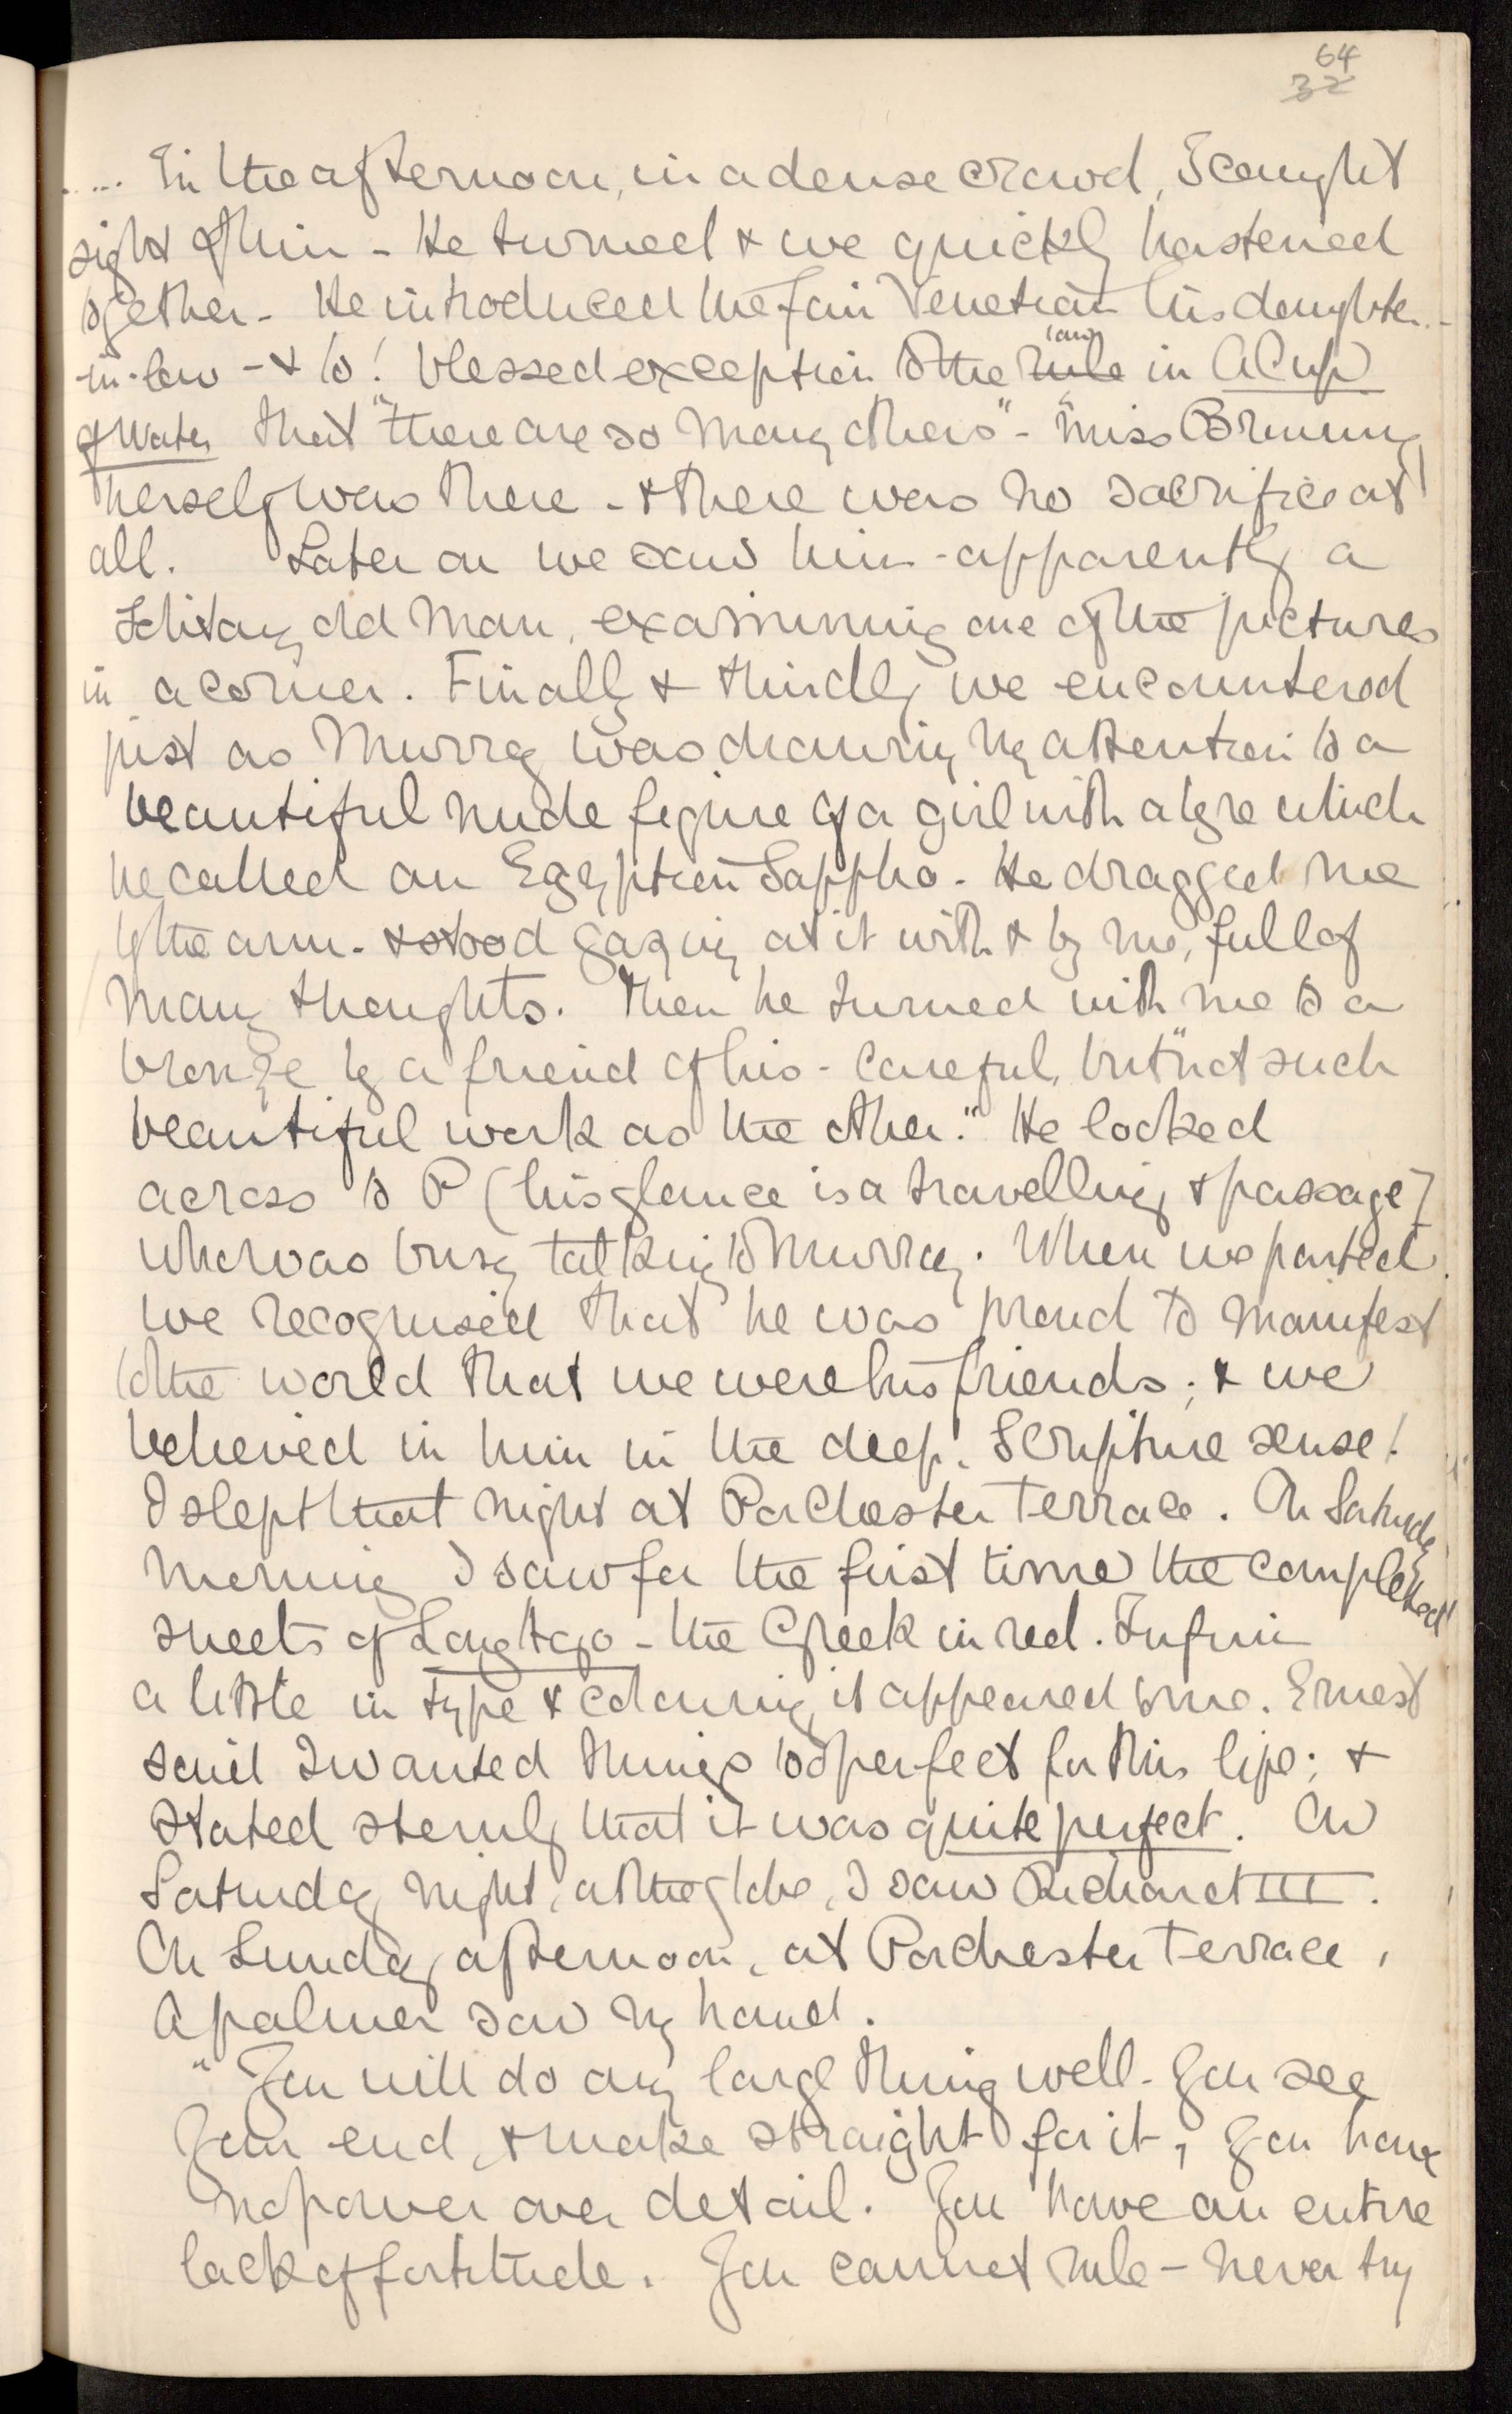 64
32
..... In the afternoon, in a dense crowd, I caught
sight of him - He turned & we quickly hastened
together - He introduced the fair Venetian his daughter -
-in-law - & lo! blessed exception to the rule law in A Cup
of Water that "there are so many others" - Miss Browning
herself was there - & there was no sacrifice at
all. Later on we saw him - apparently a
solitary old man, examining one of the pictures
in a corner. Finally & thirdly we encountered
just as Murray was drawing my attention to a
beautiful nude figure of a girl with a lyre which
he called an Egyptian Sappho. He dragged me
by the arm - & stood gazing at it with & by me, full of
many thoughts. Then he turned with me to a
bronze by a friend of his - careful, but "not such
beautiful work as the other." He looked
across to P (his glance is a travelling & passage)
who was busy talking to Murray. When we parted
we recognised that he was proud to manifest
to the world that we were his friends; & we
believed in him in the deep, Scripture sense!
I slept that night at Porchester Terrace. On Saturday
morning I saw for the first time the completed
sheets of Long Ago - the Greek in red. Infirm
a little in type & colouring, it appeared to me. Ernest
said I wanted things too perfect for this life; &
stated sternly that it was quite perfect. On
Saturday night, at the Globe, I saw Richard III.
On Sunday afternoon, at Porchester Terrace,
A palmer saw my hand.
"You will do any large thing well - you see
your end, & make straight for it, you have
no power over detail. You have an entire
lack of fortitude. You cannot rule - never try